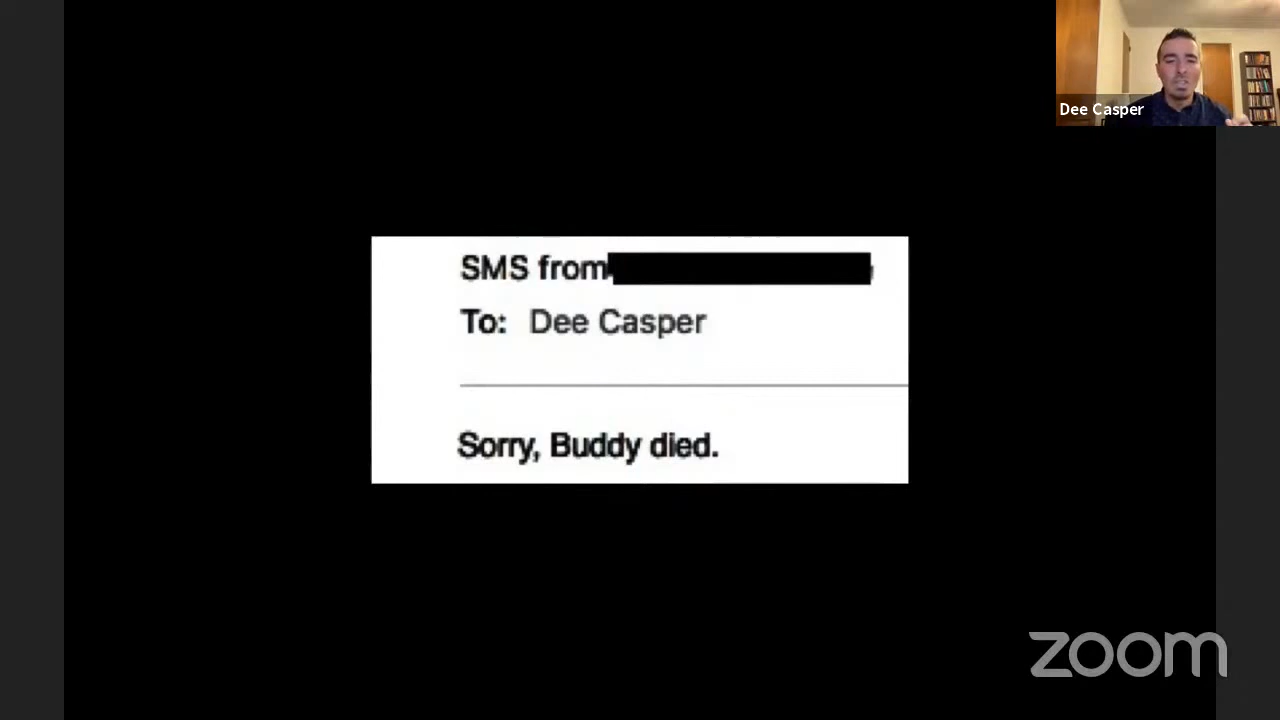 Dee Casper
SMS from
To: Dee Casper
Sorry, Buddy died.
zoom